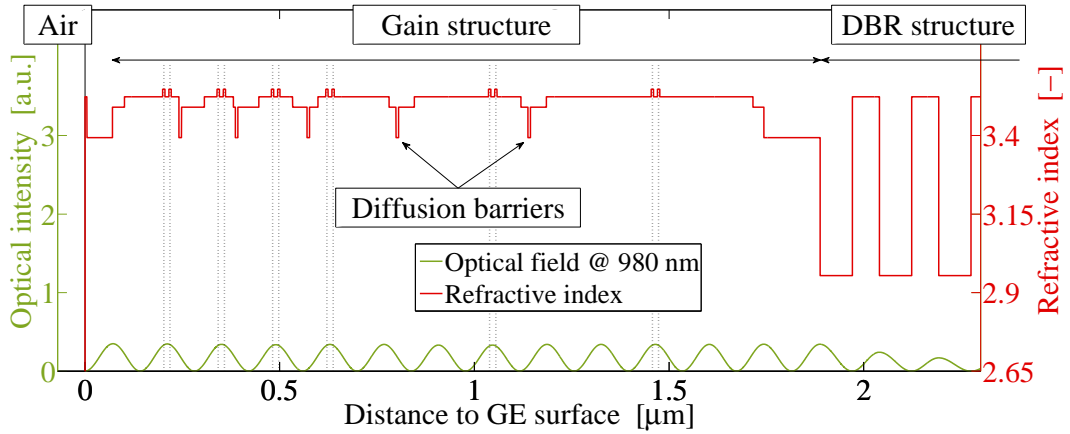 Air
Gain structure
DBR structure
Optical intensity [a.u.]
3
2
1
0
3.4
3.15
2.9
2.65
Refractive index [−]
Diffusion barriers
Optical field @ 980 nm
Refractive index
0
0.5
1
1.5
2
Distance to GE surface [μm]